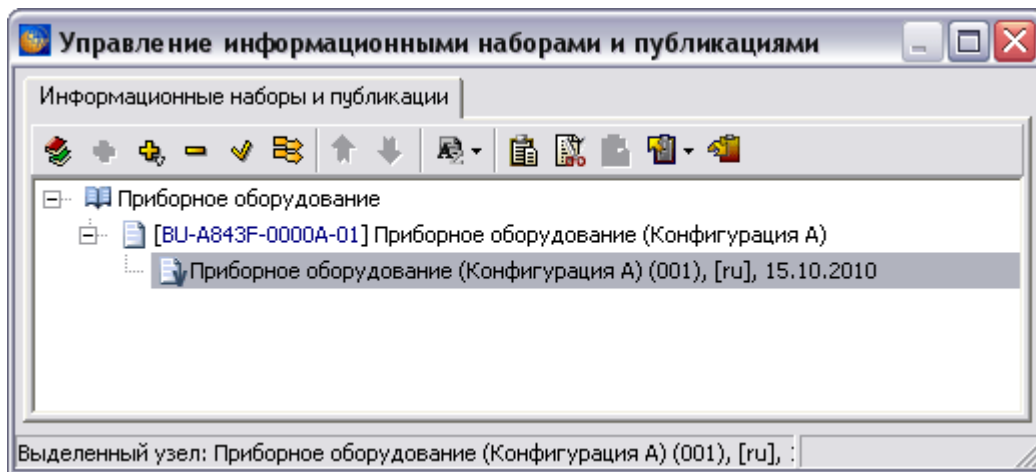 Управление информационными наборами и публикациями
Информационные наборы и публикации
Приборное оборудование
[BU-A843F-0000A-01] Приборное оборудование (Конфигурация А)
Приборное оборудование (Конфигурация А) (001), [ru], 15.10.2010
Выделенный узел: Приборное оборудование (Конфигурация А) (001), [ru], :